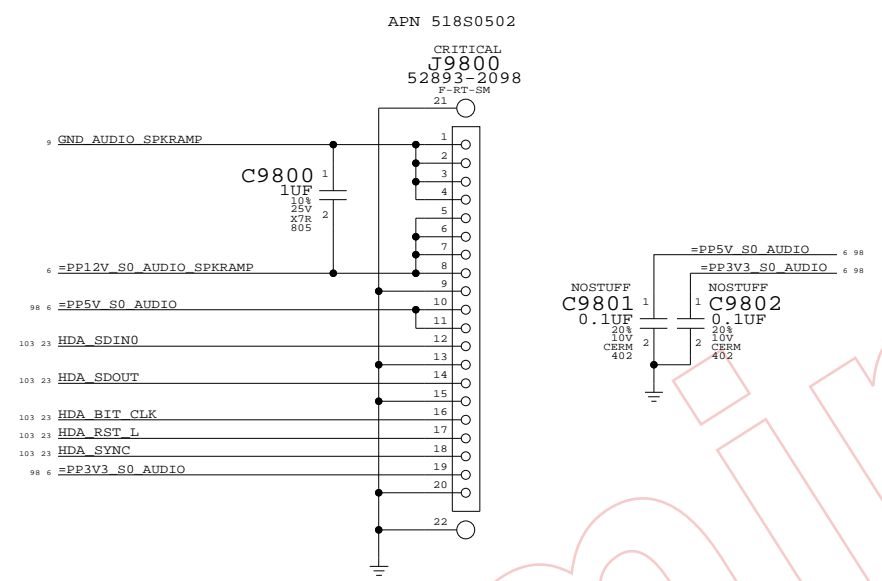 APN 518S0502
CRITICAL
J9800
52893-2098
F-RT-SM
21
9 GND_AUDIO_SPKRAMP
1
2
3
4
C9800 1
1UF
10%
25V
X7R
805
2
5
6
7
6 =PP12V_S0_AUDIO_SPKRAMP
8
9
98 6 =PP5V_S0_AUDIO
10
11
103 23 HDA_SDIN0
12
13
103 23 HDA_SDOUT
14
15
103 23 HDA_BIT_CLK
16
103 23 HDA_RST_L
17
103 23 HDA_SYNC
18
98 6 =PP3V3_S0_AUDIO
19
20
22
=PP5V_S0_AUDIO 6 98
=PP3V3_S0_AUDIO 6 98
NOSTUFF
C9801 1
0.1UF
20%
10V
CERM
402
2
NOSTUFF
1 C9802
0.1UF
20%
10V
CERM
402
2